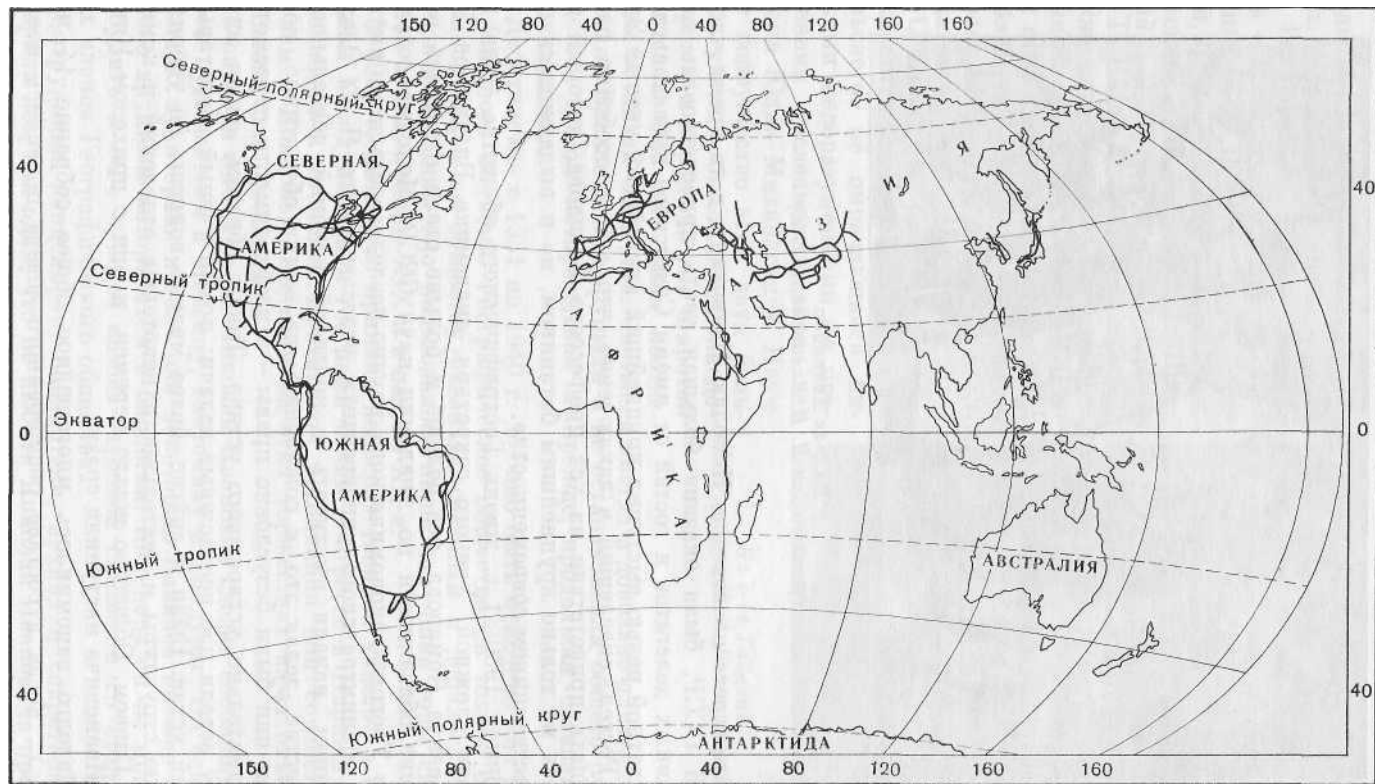 150 120 80 40 0 40 80 120 160 160
Северный полярный круг
40
СЕВЕРНАЯ
Я
И
40
ЕВРОПА
З
АМЕРИКА
Северный тропик
А
А
Ф
Р
Экватор
0
ЮЖНАЯ
И
0
К
АМЕРИКА
А
Южный тропик
АВСТРАЛИЯ
40
40
Южный полярный круг
АНТАРКТИДА
150 120 80 40 0 40 80 120 160 160